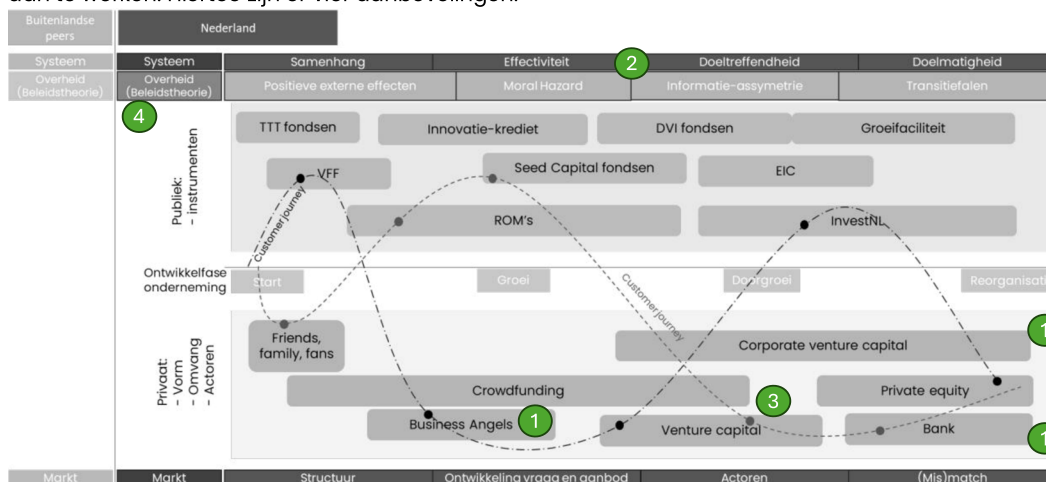 Buitenlandse
peers
Nederland
Systeem
Systeem
Samenhang
Effectiviteit
2
Doeltreffendheid
Doelmatigheid
Overheid
(Beleidstheorie)
Overheid
(Beleidstheorie)
Positieve externe effecten
Moral Hazard
Informatie-assymetrie
Transitiefalen
4
Publiek:
- instrumenten
TTT fondsen
Innovatie-krediet
DVI fondsen
Groeifaciliteit
VFF
Seed Capital fondsen
EIC
Customer journey
ROM's
InvestNL
Ontwikkelfase
onderneming
Start
Groei
Doorgroei
Reorganisati
Customer journey
Privaat:
- Vorm
- Omvang
- Actoren
Friends,
family, fans
Corporate venture capital
1
Crowdfunding
Private equity
3
Business Angels
1
Venture capital
Bank
1
Markt
Markt
Structuur
Ontwikkeling vraag en aanbod
Actoren
(Mis)match